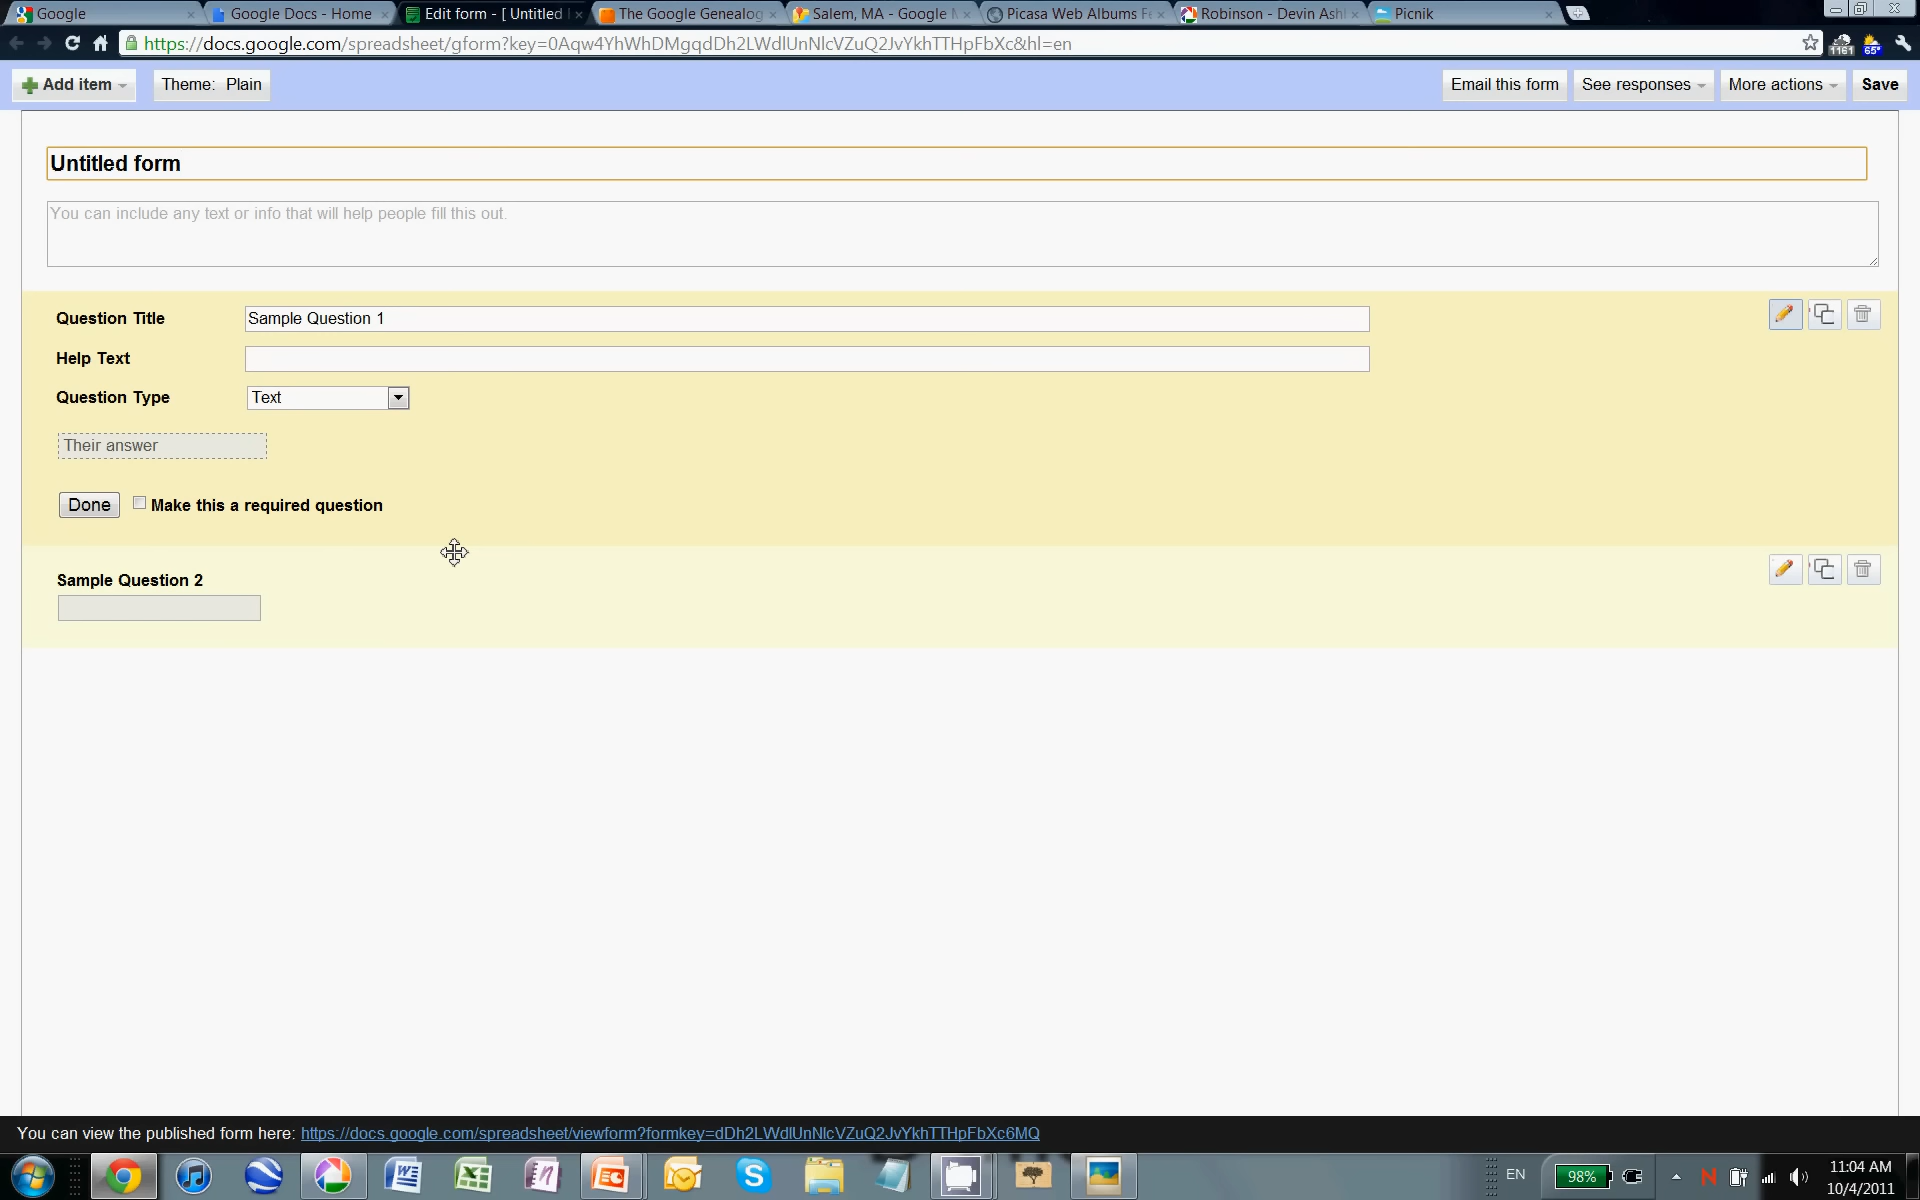 Google
Google Docs - Home
Edit form - [ Untitled
The Google Genealog
Salem, MA - Google
Picasa Web Albums Fe
Robinson - Devin Ashl
Picnik
https://docs.google.com/spreadsheet/gform?key=0Aqw4YhWhDMgqdDh2LWdlUnNlcVZuQ2JvYkhTTHpFbXc&hl=en
1161
65°
Add item
Theme: Plain
Email this form
See responses
More actions
Save
Untitled form
You can include any text or info that will help people fill this out.
Question Title
Sample Question 1
Help Text
Question Type
Text
Their answer
Done
Make this a required question
Sample Question 2
You can view the published form here: https://docs.google.com/spreadsheet/viewform?formkey=dDh2LWdlUnNlcVZuQ2JvYkhTTHpFbXc6MQ
EN
98%
11:04 AM
10/4/2011